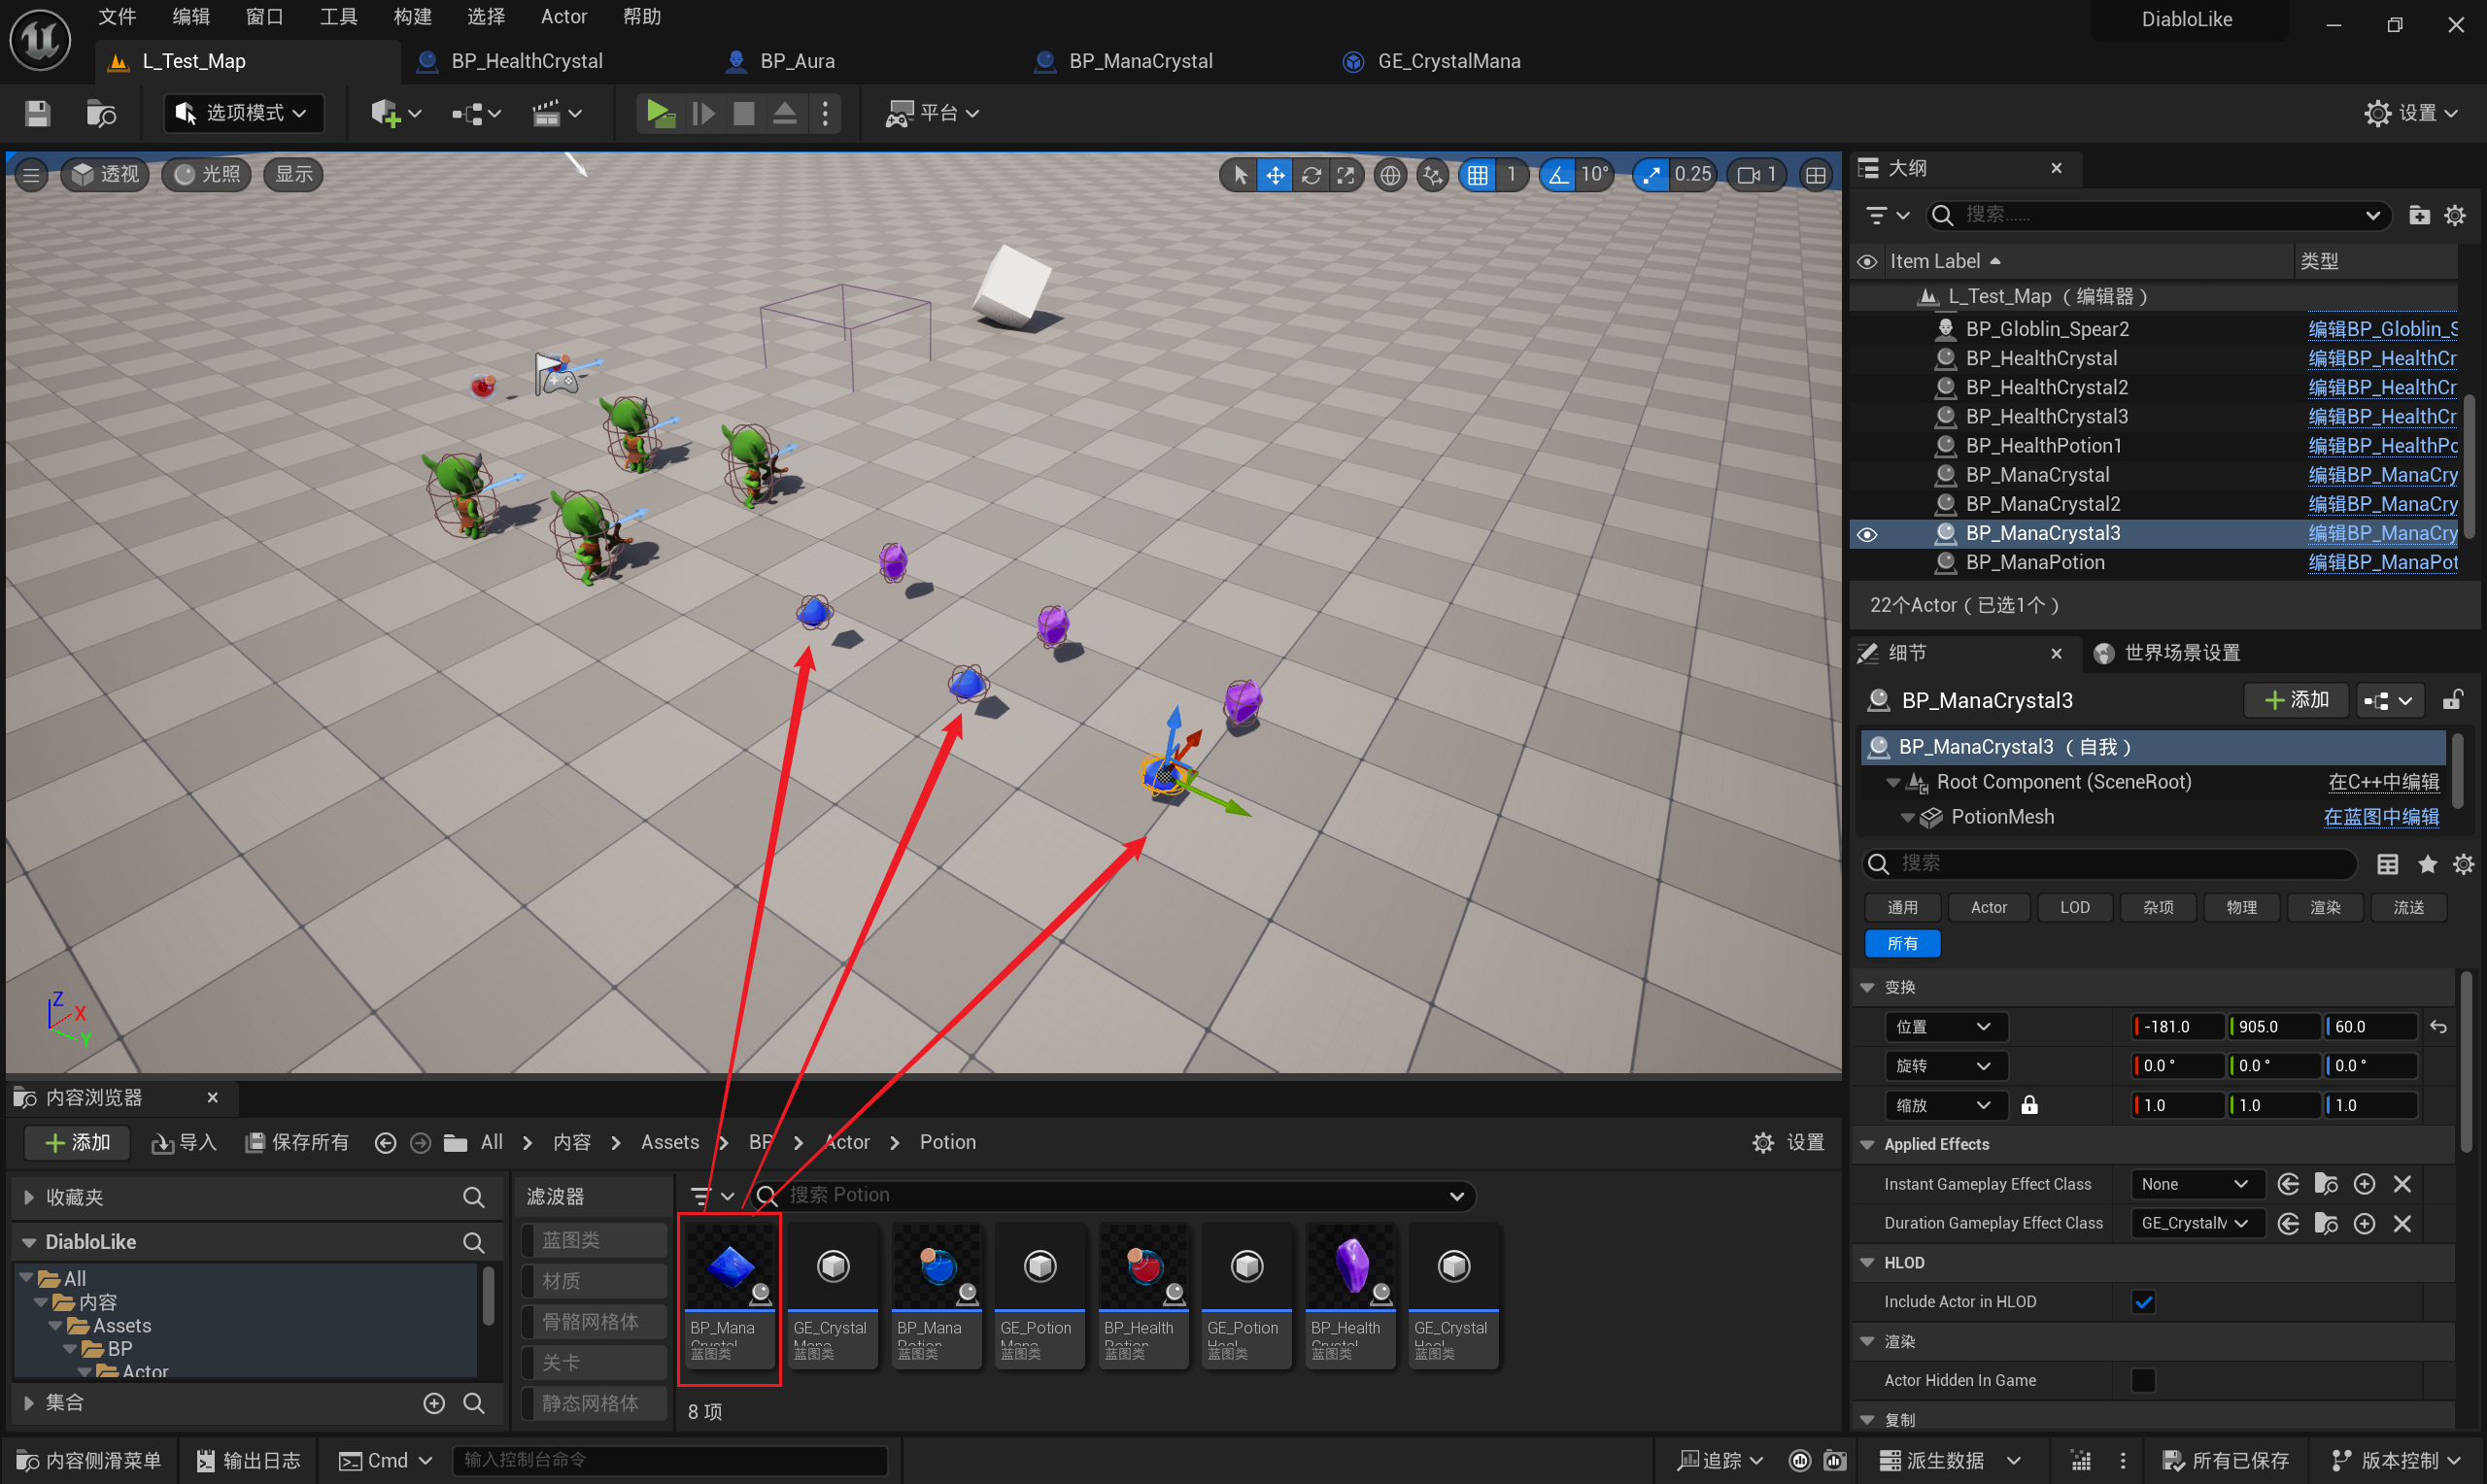 文件 编辑 窗口 工具 构建 选择 Actor 帮助 DiabloLike
L_Test_Map BP_HealthCrystal BP_Aura BP_ManaCrystal GE_CrystalMana
选项模式 平台 设置
透视 光照 显示 1 10° 0.25 1
大纲
搜索......
Item Label 类型
L_Test_Map（编辑器）
BP_Globlin_Spear2 编辑BP_Globlin_S
BP_HealthCrystal 编辑BP_HealthCr
BP_HealthCrystal2 编辑BP_HealthCr
BP_HealthCrystal3 编辑BP_HealthCr
BP_HealthPotion1 编辑BP_HealthPo
BP_ManaCrystal 编辑BP_ManaCry
BP_ManaCrystal2 编辑BP_ManaCry
BP_ManaCrystal3 编辑BP_ManaCry
BP_ManaPotion 编辑BP_ManaPot
22个Actor（已选1个）
细节 世界场景设置
BP_ManaCrystal3 添加
BP_ManaCrystal3（自我）
Root Component (SceneRoot) 在C++中编辑
PotionMesh 在蓝图中编辑
搜索
通用 Actor LOD 杂项 物理 渲染 流送
所有
变换
位置 -181.0 905.0 60.0
旋转 0.0 ° 0.0 ° 0.0 °
缩放 1.0 1.0 1.0
Applied Effects
Instant Gameplay Effect Class None
Duration Gameplay Effect Class GE_CrystalM
HLOD
Include Actor in HLOD
渲染
Actor Hidden In Game
复制
Z
X
Y
内容浏览器
添加 导入 保存所有 All 内容 Assets BP Actor Potion 设置
收藏夹
DiabloLike
All
内容
Assets
BP
Actor
集合
滤波器
蓝图类
材质
骨骼网格体
关卡
静态网格体
搜索 Potion
BP_Mana GE_Crystal BP_Mana GE_Potion BP_Health GE_Potion BP_Health GE_Crystal
Crystal Mana Potion Mana Potion Heal Crystal Heal
蓝图类 蓝图类 蓝图类 蓝图类 蓝图类 蓝图类 蓝图类 蓝图类
8 项
内容侧滑菜单 输出日志 Cmd 输入控制台命令 追踪 派生数据 所有已保存 版本控制